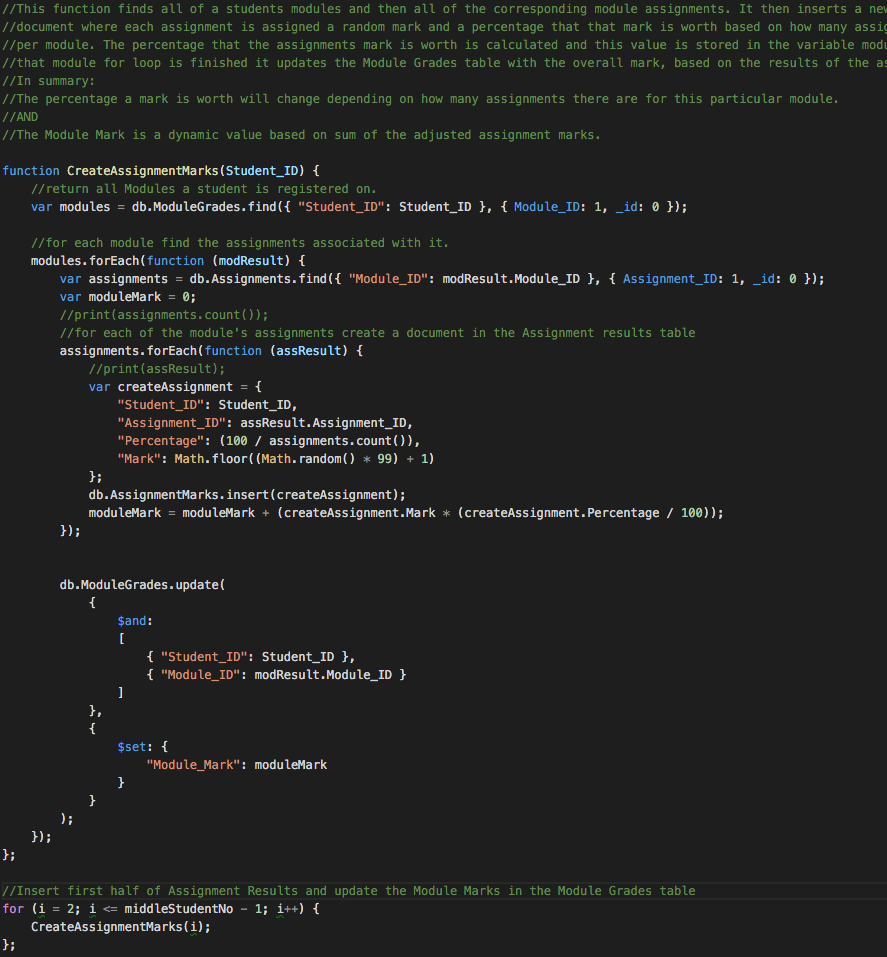 //This function finds all of a students modules and then all of the corresponding module assignments. It then inserts a
//document where each assignment is assigned a random mark and a percentage that that mark is worth based on how many
//per module. The percentage that the assignments mark is worth is calculated and this value is stored in the variable
//that module for loop is finished it updates the Module Grades table with the overall mark, based on the results of the
//In summary:
//The percentage a mark is worth will change depending on how many assignments there are for this particular module.
//AND
//The Module Mark is a dynamic value based on sum of the adjusted assignment marks.
function CreateAssignmentMarks(Student_ID) {
//return all Modules a student is registered on.
var modules = db.ModuleGrades.find({ "Student_ID": Student_ID }, { Module_ID: 1, _id: 0 });
//for each module find the assignments associated with it.
modules.forEach(function (modResult) {
var assignments = db.Assignments.find({ "Module_ID": modResult.Module_ID }, { Assignment_ID: 1, _id: 0 });
var moduleMark = 0;
//print(assignments.count());
//for each of the module's assignments create a document in the Assignment results table
assignments.forEach(function (assResult) {
//print(assResult);
var createAssignment = {
"Student_ID": Student_ID,
"Assignment_ID": assResult.Assignment_ID,
"Percentage": (100 / assignments.count()),
"Mark": Math.floor((Math.random() * 99) + 1)
};
db.AssignmentMarks.insert(createAssignment);
moduleMark = moduleMark + (createAssignment.Mark * (createAssignment.Percentage / 100));
});
db.ModuleGrades.update(
{
$and:
[
{ "Student_ID": Student_ID },
{ "Module_ID": modResult.Module_ID }
]
},
{
$set: {
"Module_Mark": moduleMark
}
}
);
});
};
//Insert first half of Assignment Results and update the Module Marks in the Module Grades table
for (i = 2; i <= middleStudentNo - 1; i++) {
CreateAssignmentMarks(i);
};